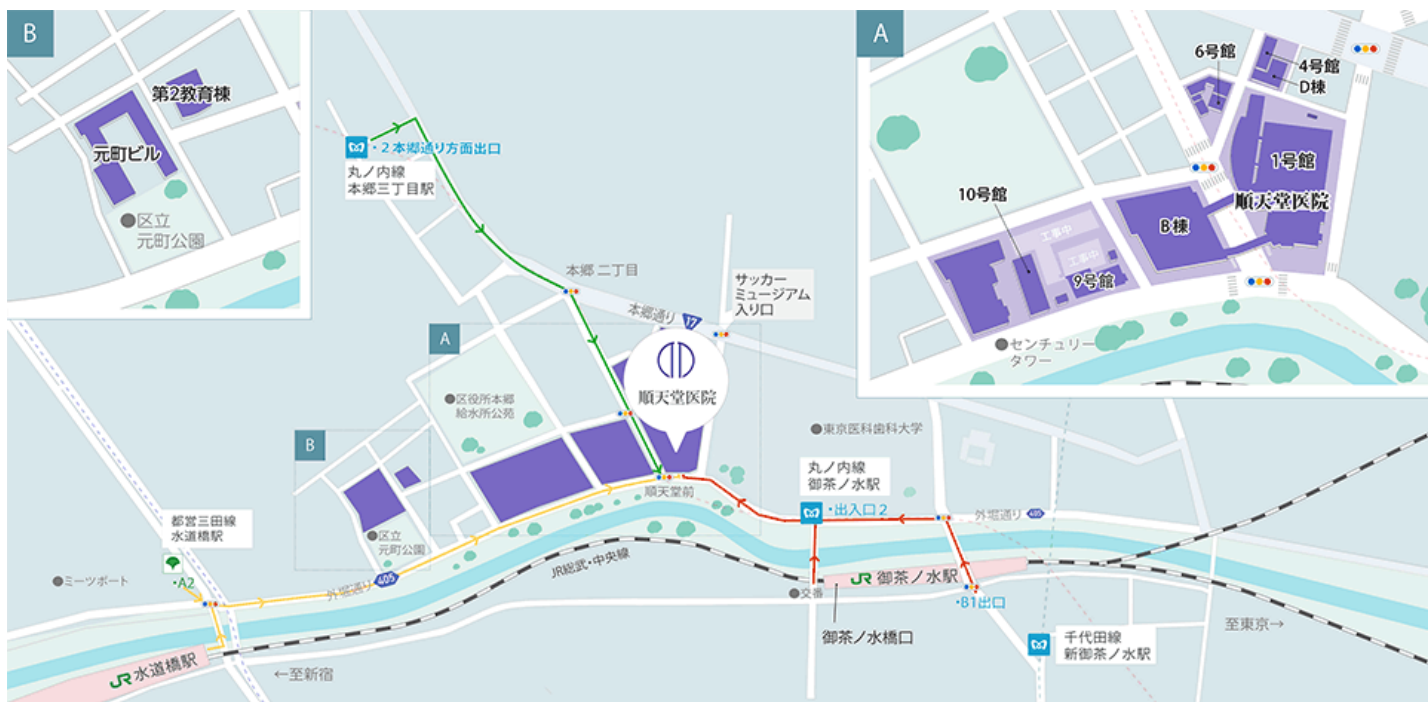 B
第2教育棟
元町ビル
●区立
元町公園
・2 本郷通り方面出口
丸ノ内線
本郷三丁目駅
本郷 二丁目
本郷通り 17
サッカー
ミュージアム
入り口
A
6号館
4号館
D棟
1号館
順天堂医院
B棟
10号館
工事中
工事中
9号館
●センチュリー
タワー
A
●区役所本郷
給水所公苑
順天堂医院
B
●区立
元町公園
順天堂前
●東京医科歯科大学
丸ノ内線
御茶ノ水駅
・出入口2
外堀通り 405
都営三田線
水道橋駅
・A2
●ミーツポート
外堀通り 405
JR総武・中央線
●交番
JR 御茶ノ水駅
・B1出口
御茶ノ水橋口
千代田線
新御茶ノ水駅
至東京→
JR 水道橋駅
←至新宿